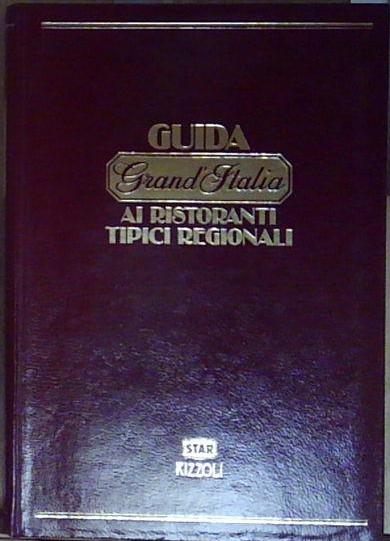 GUIDA
Grand'Italia
AI RISTORANTI
TIPICI REGIONALI
STAR
RIZZOLI